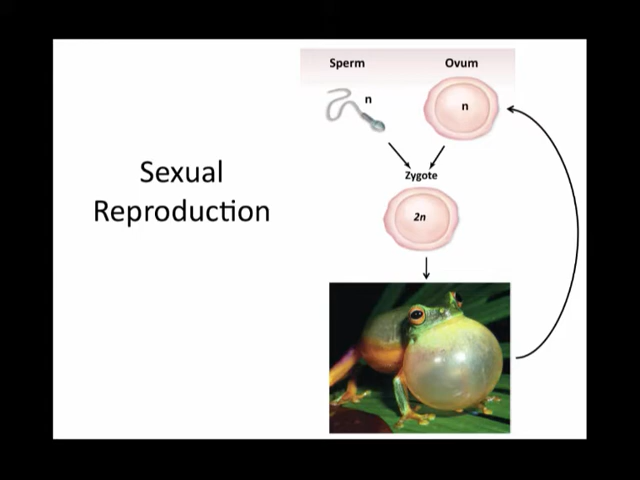 Sperm
Ovum
n
n
Zygote
2n
Sexual
Reproduction